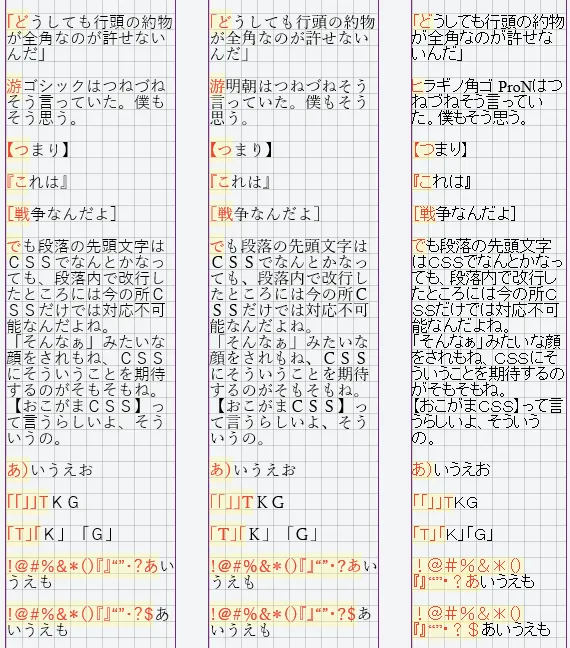 「どうしても行頭の約物
が全角なのが許せない
んだ」
游ゴシックはつねづね
そう言っていた。僕も
そう思う。
【つまり】
『これは』
［戦争なんだよ］
でも段落の先頭文字は
ＣＳＳでなんとかなっ
ても、段落内で改行し
たところには今の所Ｃ
ＳＳだけでは対応不可
能なんだよね。
「そんなぁ」みたいな
顔をされもね、ＣＳＳ
にそういうことを期待
するのがそもそもね。
【おこがまＣＳＳ】っ
て言うらしいよ、そう
いうの。
あ）いうえお
「「」」ＴＫＧ
「Ｔ」「Ｋ」「Ｇ」
！＠＃％＆＊（）『』“”・？あい
うえも
！＠＃％＆＊（）『』“”・？＄あ
いうえも
「どうしても行頭の約物
が全角なのが許せない
んだ」
游明朝はつねづねそう
言っていた。僕もそう
思う。
【つまり】
『これは』
［戦争なんだよ］
でも段落の先頭文字は
ＣＳＳでなんとかなっ
ても、段落内で改行し
たところには今の所Ｃ
ＳＳだけでは対応不可
能なんだよね。
「そんなぁ」みたいな
顔をされもね、ＣＳＳ
にそういうことを期待
するのがそもそもね。
【おこがまＣＳＳ】っ
て言うらしいよ、そう
いうの。
あ）いうえお
「「」」ＴＫＧ
「Ｔ」「Ｋ」「Ｇ」
！＠＃％＆＊（）『』“”・？あい
うえも
！＠＃％＆＊（）『』“”・？＄あ
いうえも
「どうしても行頭の約物
が全角なのが許せな
いんだ」
ヒラギノ角ゴ ProNはつ
ねづねそう言ってい
た。僕もそう思う。
【つまり】
『これは』
［戦争なんだよ］
でも段落の先頭文字
はＣＳＳでなんとかなっ
ても、段落内で改行し
たところには今の所Ｃ
ＳＳだけでは対応不可
能なんだよね。
「そんなぁ」みたいな顔
をされもね、ＣＳＳにそ
ういうことを期待するの
がそもそもね。
【おこがまＣＳＳ】って言
うらしいよ、そういう
の。
あ）いうえお
「「」」ＴＫＧ
「Ｔ」「Ｋ」「Ｇ」
！＠＃％＆＊（）
『』“”・？あいうえも
！＠＃％＆＊（）
『』“”・？＄あいうえも